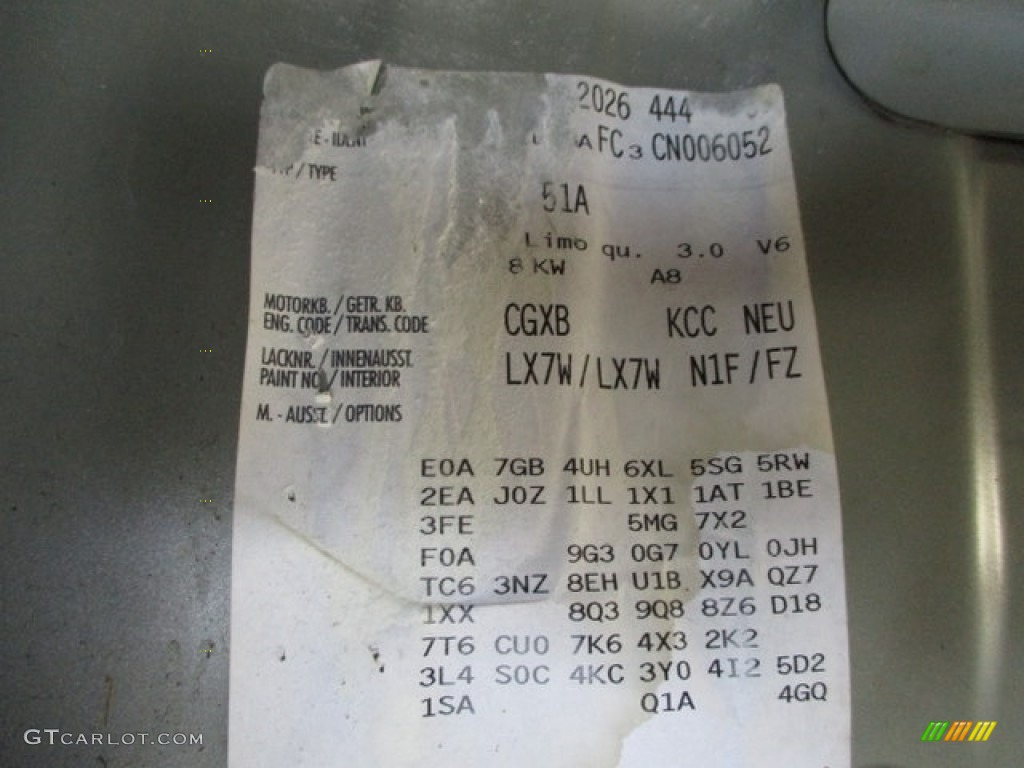 2026 444
FC3 CN006052
/ TYPE
51A
Limo qu. 3.0 V6
8 KW A8
MOTORKB. / GETR. KB.
ENG. CODE / TRANS. CODE CGXB KCC NEU
LACKNR. / INNENAUSST.
PAINT NO. / INTERIOR LX7W / LX7W N1F / FZ
M. - AUSST. / OPTIONS
E0A 7GB 4UH 6XL 5SG 5RW
2EA J0Z 1LL 1X1 1AT 1BE
3FE 5MG 7X2
F0A 9G3 0G7 0YL 0JH
TC6 3NZ 8EH U1B X9A QZ7
1XX 8Q3 9Q8 8Z6 D18
7T6 CU0 7K6 4X3 2K2
3L4 S0C 4KC 3Y0 4I2 5D2
1SA Q1A 4GQ
GTCARLOT.COM